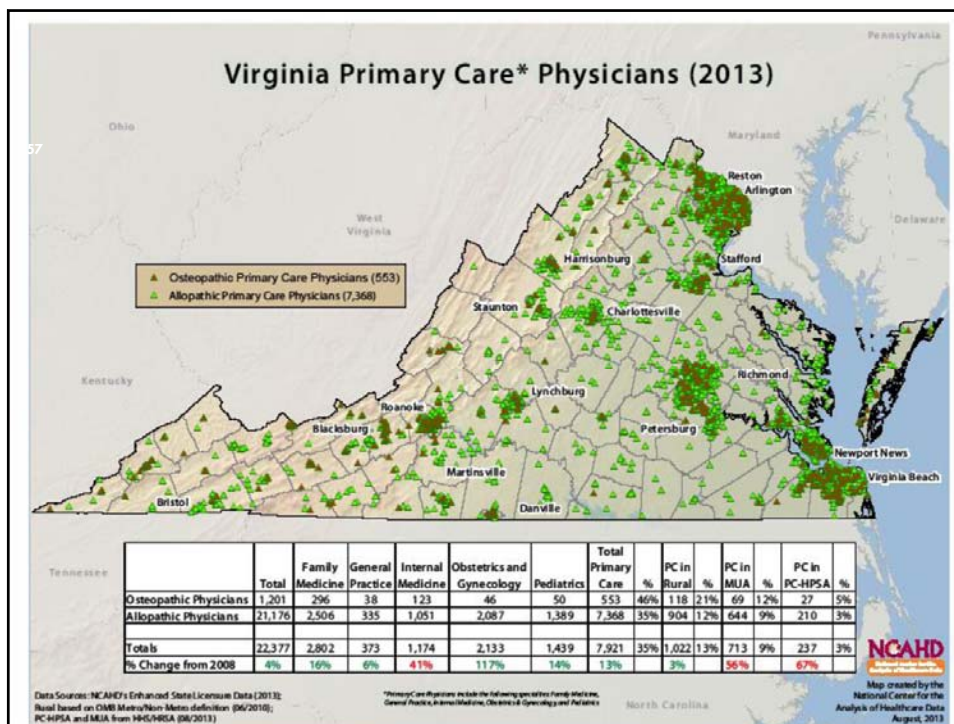 Pennsylvania
Virginia Primary Care* Physicians (2013)
Ohio
Maryland
57
Reston
Arlington
West
Virginia
Delaware
Harrisonburg
Stafford
Osteopathic Primary Care Physicians (553)
Allopathic Primary Care Physicians (7,368)
Staunton
Charlottesville
Richmond
Kentucky
Lynchburg
Roanoke
Blacksburg
Petersburg
Newport News
Martinsville
Virginia Beach
Bristol
Danville
Tennessee
Total Family Medicine General Practice Internal Medicine Obstetrics and Gynecology Pediatrics Total Primary Care % PC in Rural % PC in MUA % PC in PC-HPSA %
Osteopathic Physicians 1,201 296 38 123 46 50 553 46% 118 21% 69 12% 27 5%
Allopathic Physicians 21,176 2,506 335 1,051 2,087 1,389 7,368 35% 904 12% 644 9% 210 3%
Totals 22,377 2,802 373 1,174 2,133 1,439 7,921 35% 1,022 13% 713 9% 237 3%
% Change from 2008 4% 16% 6% 41% 117% 14% 13% 3% 56% 67%
NCAHD
Data Sources: NCAHD's Enhanced State Licensure Data (2013);
Rural based on OMB Metro/Non-Metro definition (06/2010);
PC-HPSA and MUA from HHS/HRSA (08/2013)
*Primary Care Physicians include the following specialties: Family Medicine,
General Practice, Internal Medicine, Obstetrics & Gynecology and Pediatrics
North Carolina
Map created by the
National Center for the
Analysis of Healthcare Data
August, 2013